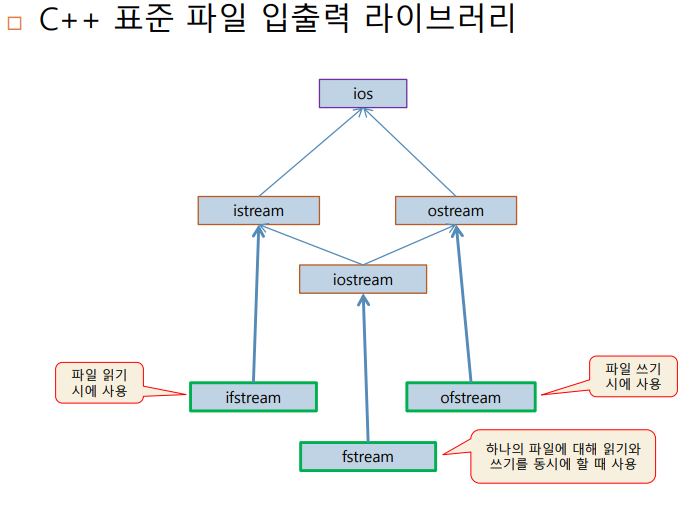 C++ 표준 파일 입출력 라이브러리
ios
istream
ostream
iostream
파일 읽기
시에 사용
ifstream
ofstream
파일 쓰기
시에 사용
fstream
하나의 파일에 대해 읽기와
쓰기를 동시에 할 때 사용